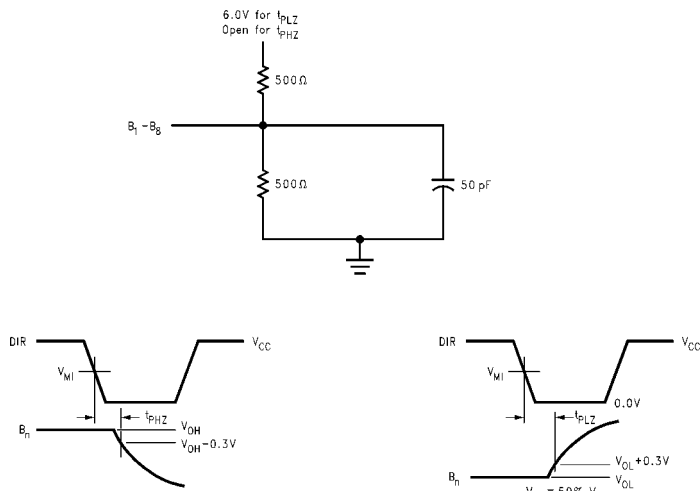 6.0V for tPLZ
Open for tPHZ
500Ω
B1–B8
500Ω
50 pF
DIR
VCC
VMI
tPHZ
Bn
VOH
VOH−0.3V
DIR
VCC
VMI
0.0V
tPLZ
VOL+0.3V
Bn
VOL
= 50%